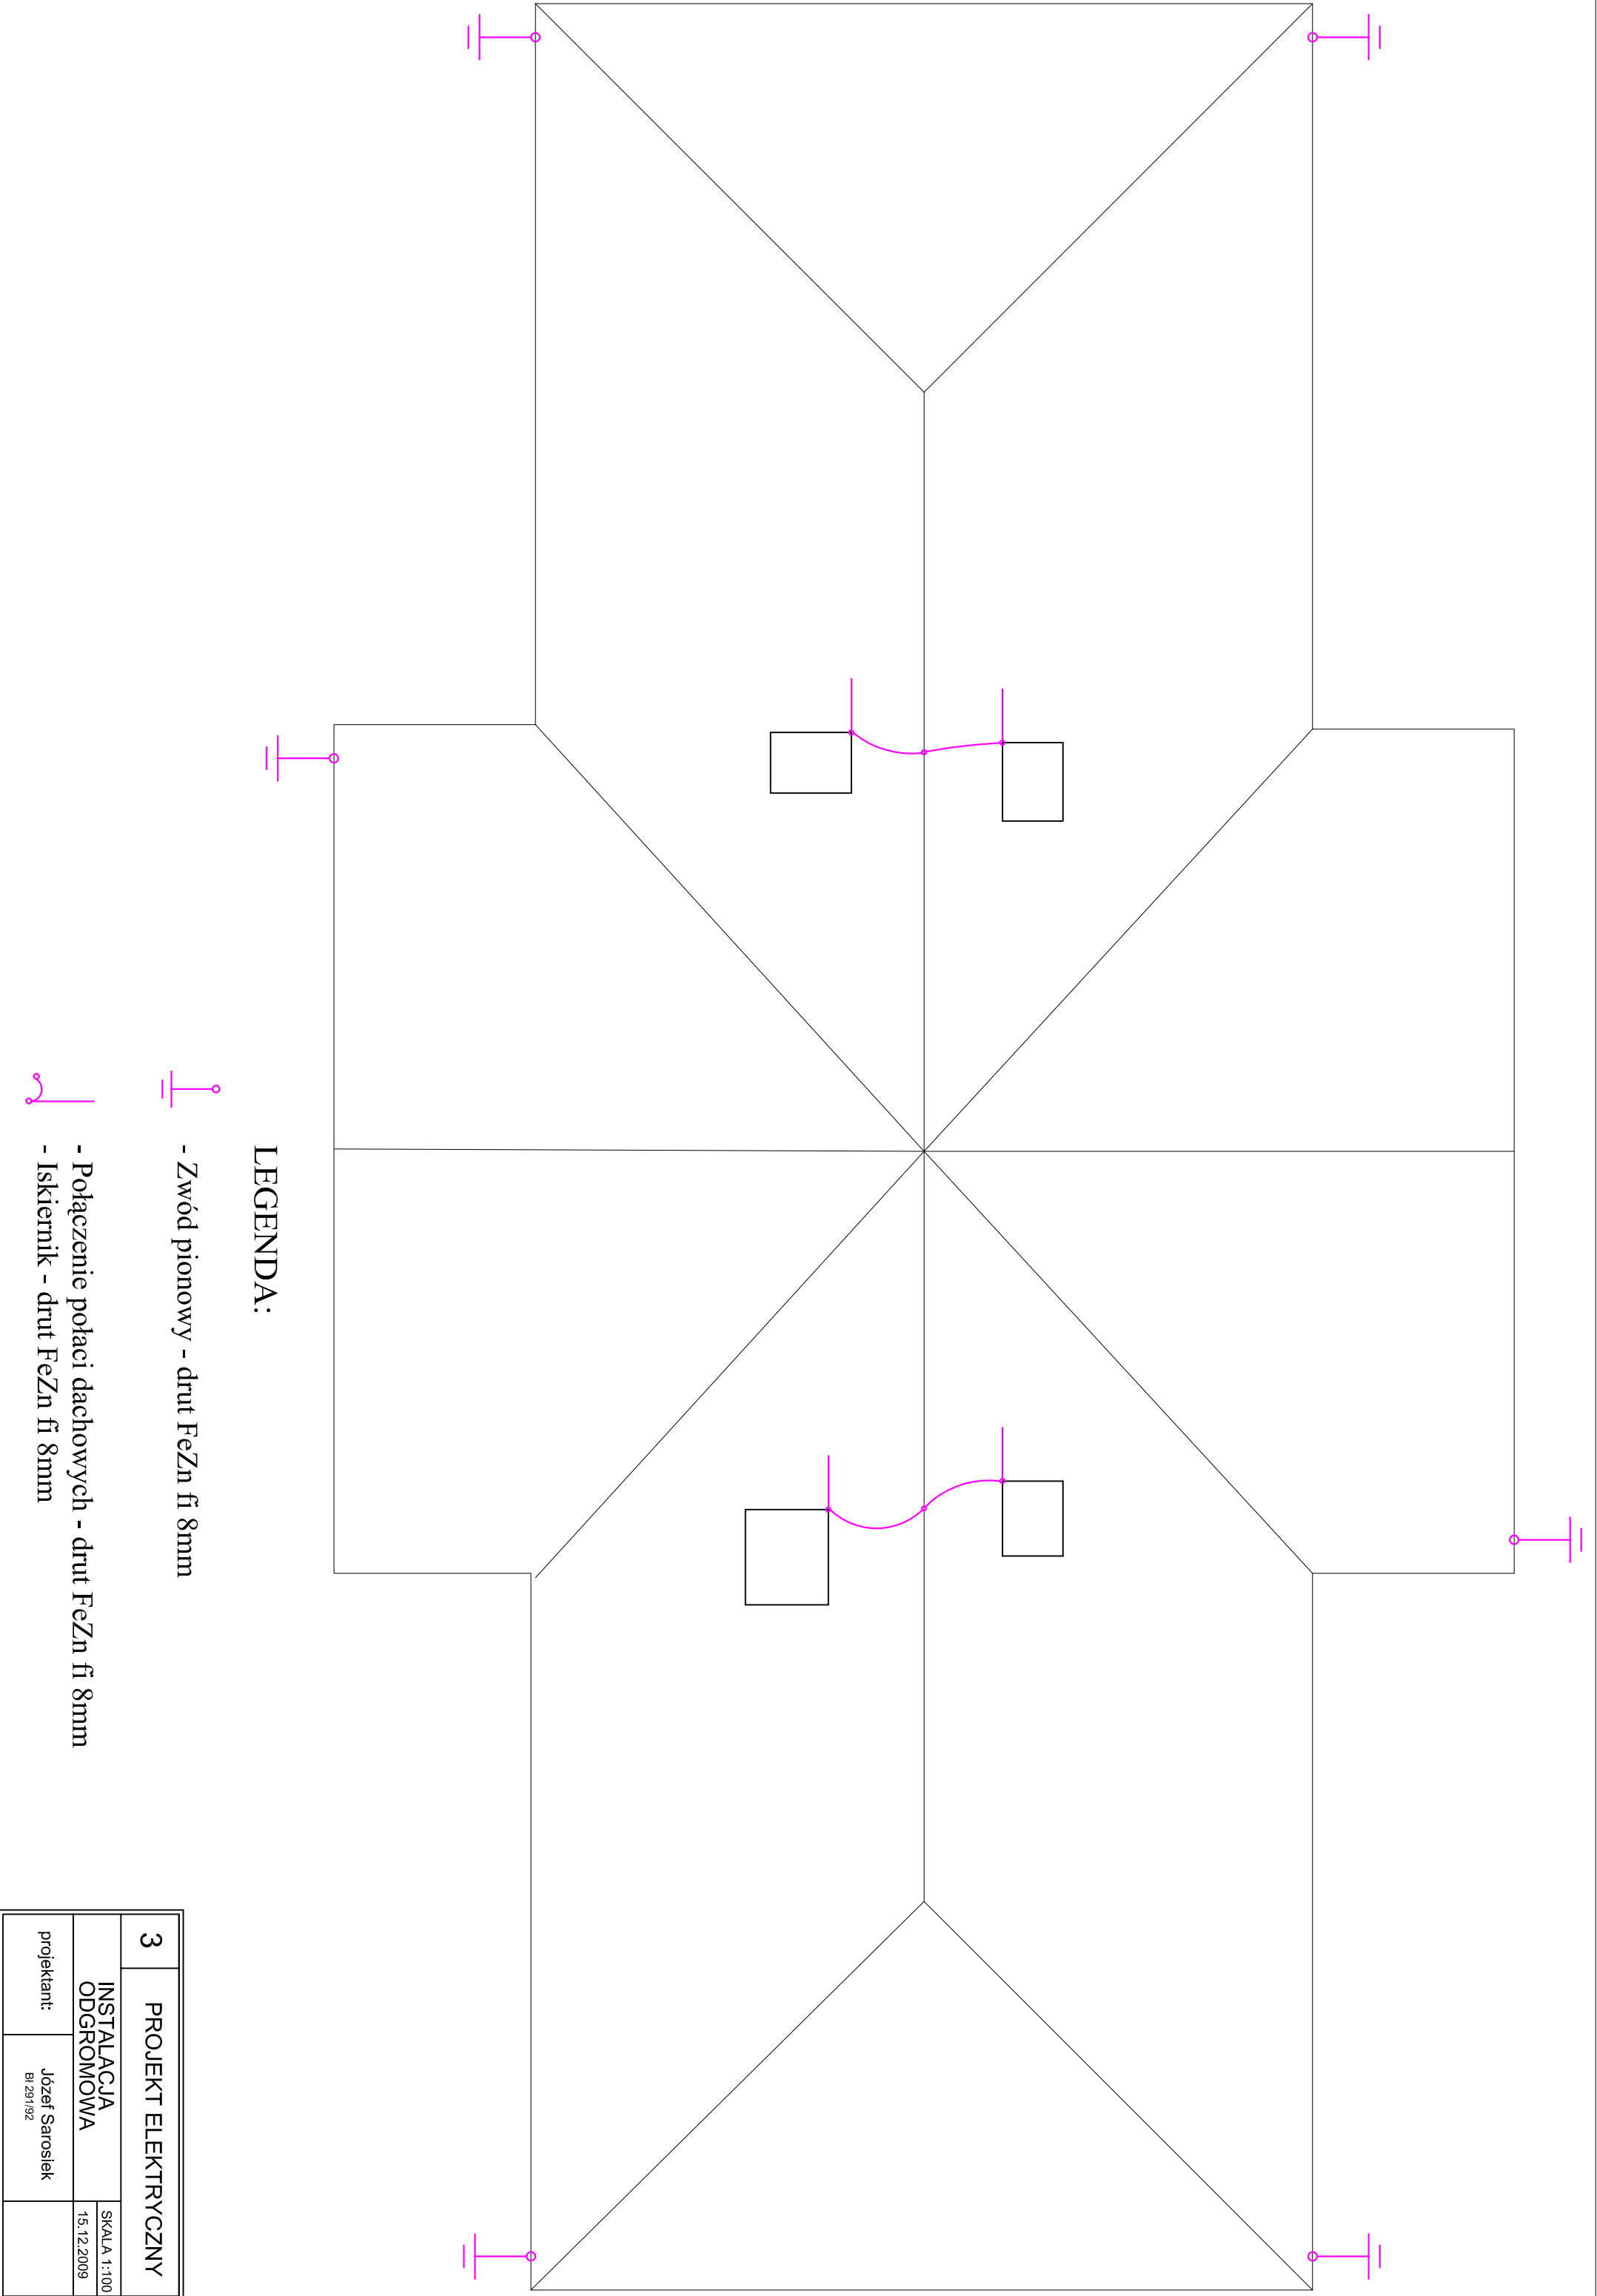 LEGENDA:
- Zwód pionowy - drut FeZn fi 8mm
- Połączenie połaci dachowych - drut FeZn fi 8mm
- Iskiernik - drut FeZn fi 8mm
3
PROJEKT ELEKTRYCZNY
INSTALACJA
ODGROMOWA
SKALA 1:100
15.12.2009
projektant:
Józef Sarosiek
Bł 291/92